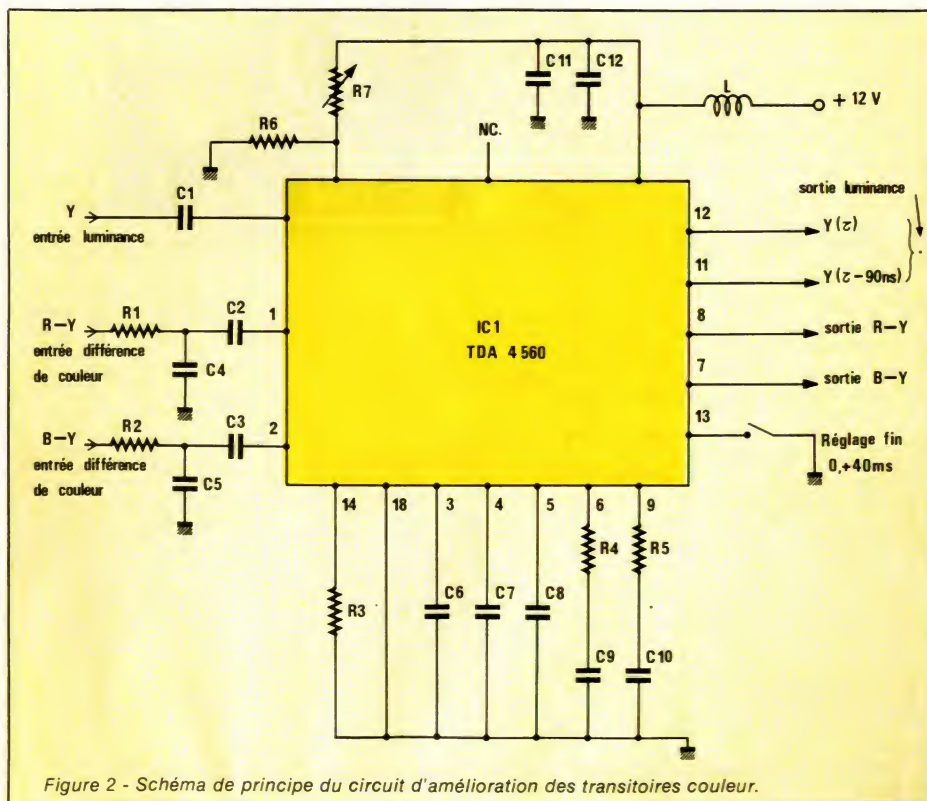 C11
C12
L
+ 12 V
R7
R6
NC.
sortie luminance
C1
12
Y
Y (τ)
entrée luminance
11
Y (τ – 90ns)
R–Y
R1
C2
1
IC1
8
sortie R–Y
entrée différence
de couleur
C4
TDA 4 560
7
sortie B–Y
B–Y
R2
C3
2
13
entrée différence
de couleur
C5
Réglage fin
0,+40ms
14
18
3
4
5
6
9
R4
R5
R3
C6
C7
C8
C9
C10
Figure 2 - Schéma de principe du circuit d'amélioration des transitoires couleur.